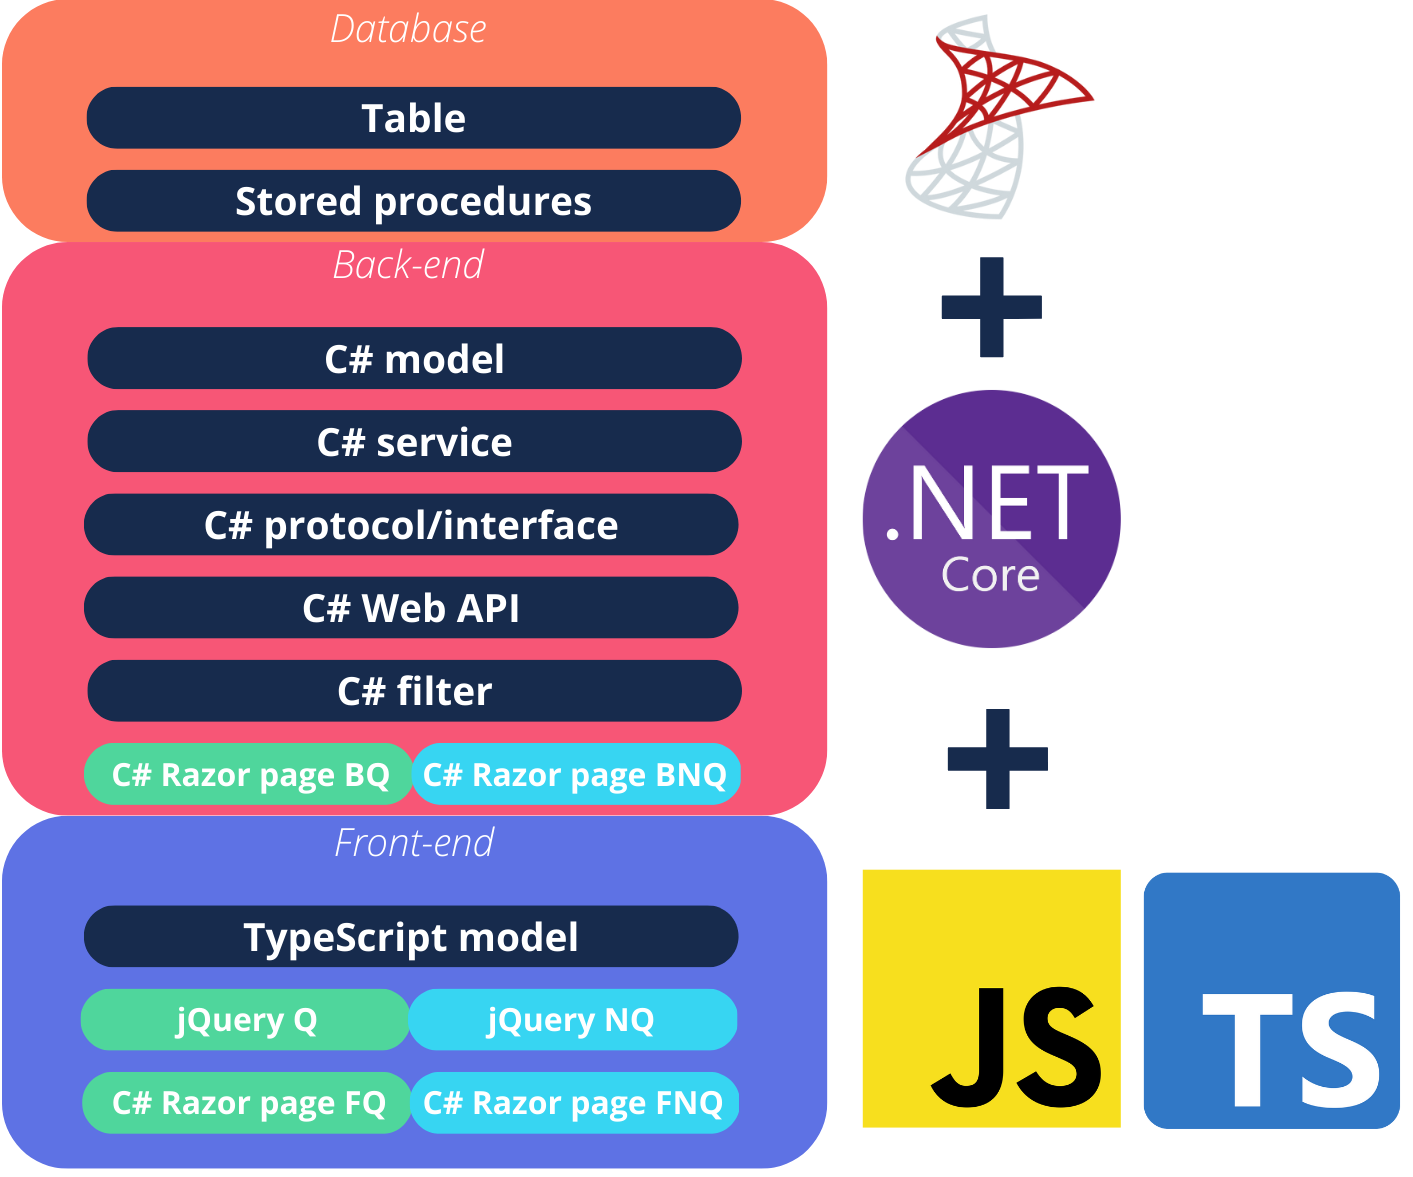 Database
Table
Stored procedures
Back-end
C# model
C# service
C# protocol/interface
C# Web API
C# filter
C# Razor page BQ
C# Razor page BNQ
.NET
Core
Front-end
TypeScript model
jQuery Q
jQuery NQ
C# Razor page FQ
C# Razor page FNQ
JS
TS